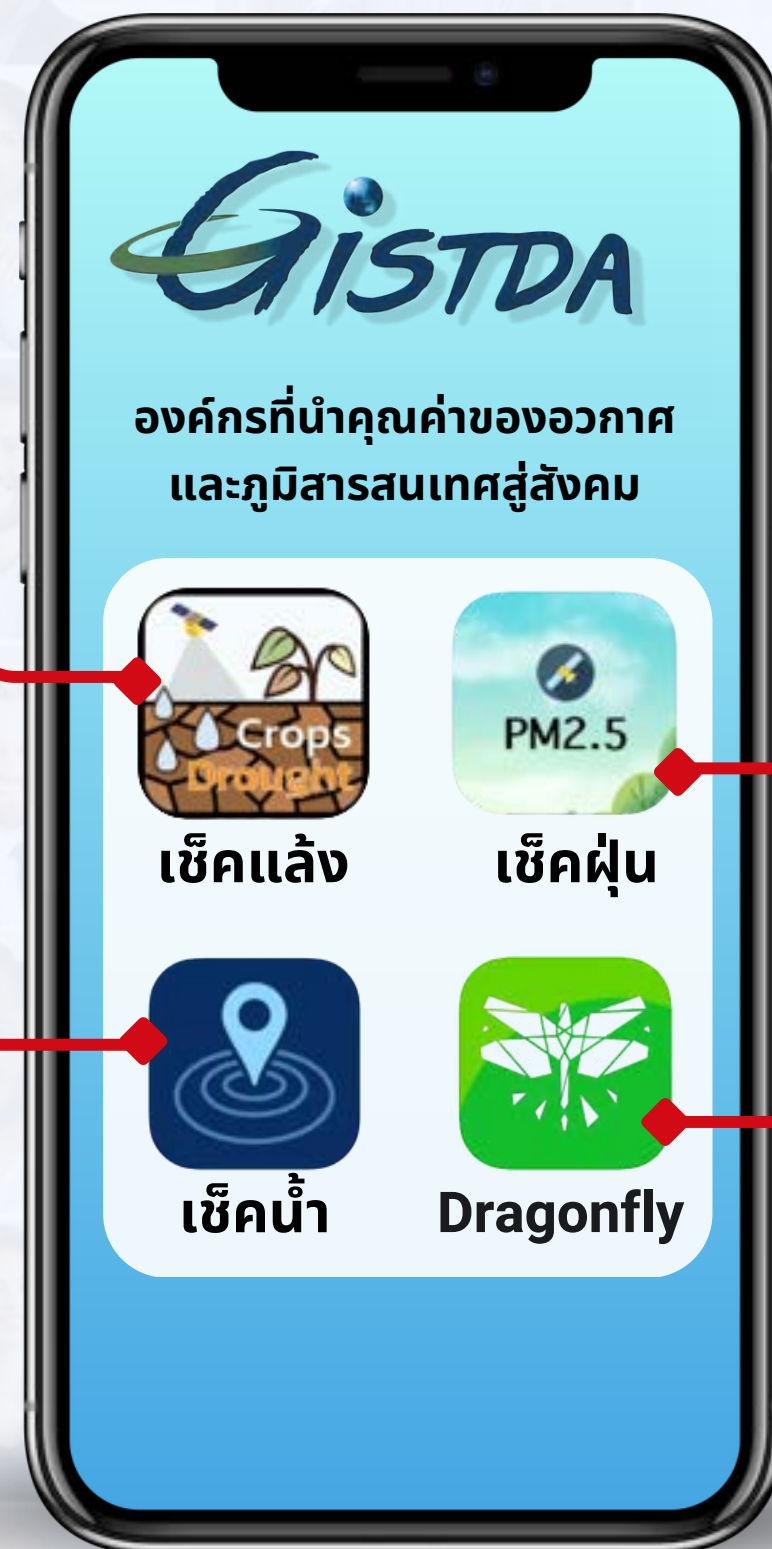 GISTDA
องค์กรที่นำคุณค่าของอวกาศ
และภูมิสารสนเทศสู่สังคม
Crops
Drought
PM2.5
เช็คแล้ง
เช็คฝุ่น
เช็คน้ำ
Dragonfly